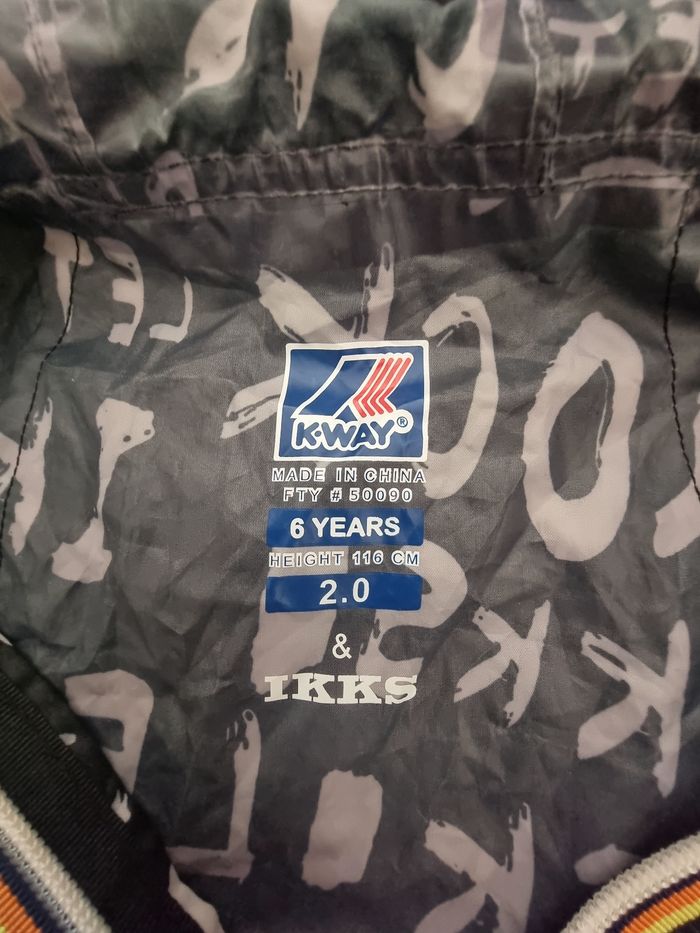 K·WAY®
MADE IN CHINA
FTY # 50090
6 YEARS
HEIGHT 116 CM
2.0
&
IKKS